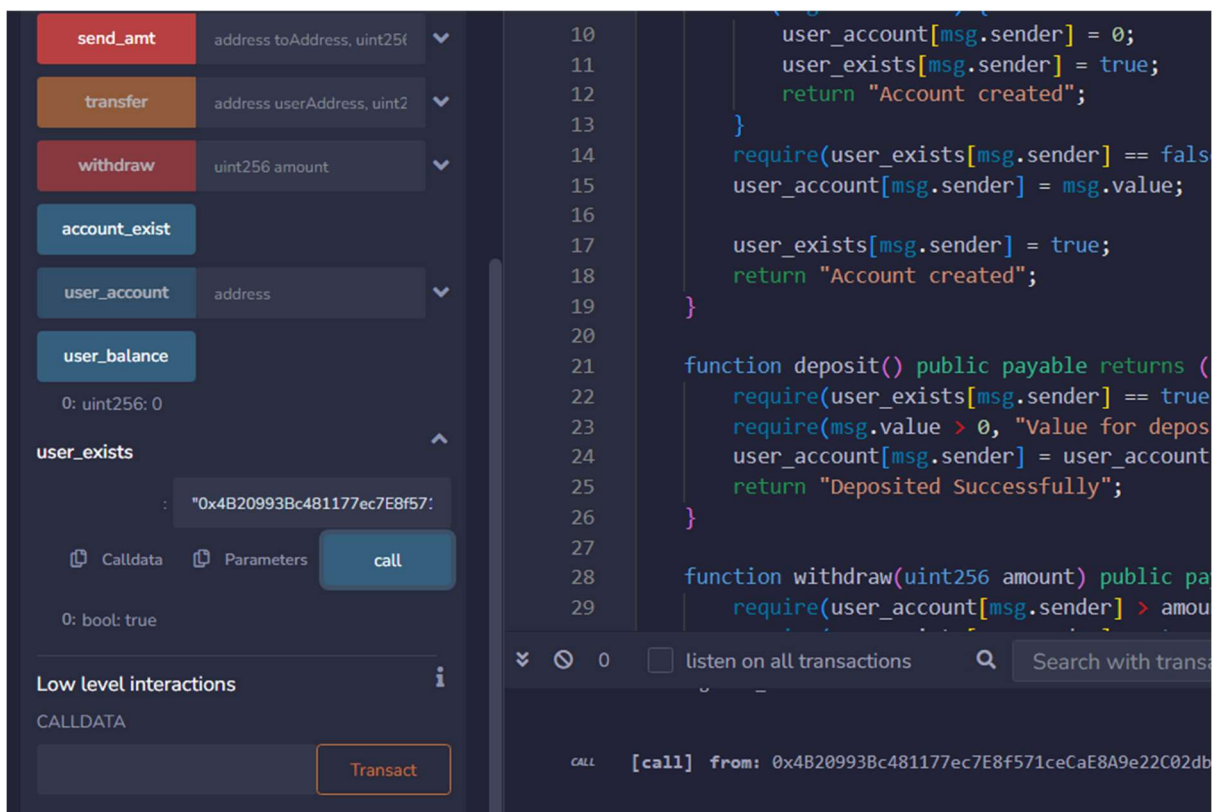 send_amt address toAddress, uint256
transfer address userAddress, uint2
withdraw uint256 amount
account_exist
user_account address
user_balance
0: uint256: 0
user_exists
: "0x4B20993Bc481177ec7E8f571
Calldata Parameters call
0: bool: true
Low level interactions i
CALLDATA
Transact
10 user_account[msg.sender] = 0;
11 user_exists[msg.sender] = true;
12 return "Account created";
13 }
14 require(user_exists[msg.sender] == fals
15 user_account[msg.sender] = msg.value;
16
17 user_exists[msg.sender] = true;
18 return "Account created";
19 }
20
21 function deposit() public payable returns (
22 require(user_exists[msg.sender] == true
23 require(msg.value > 0, "Value for depos
24 user_account[msg.sender] = user_account
25 return "Deposited Successfully";
26 }
27
28 function withdraw(uint256 amount) public pa
29 require(user_account[msg.sender] > amou
0 listen on all transactions Search with transa
CALL [call] from: 0x4B20993Bc481177ec7E8f571ceCaE8A9e22C02db